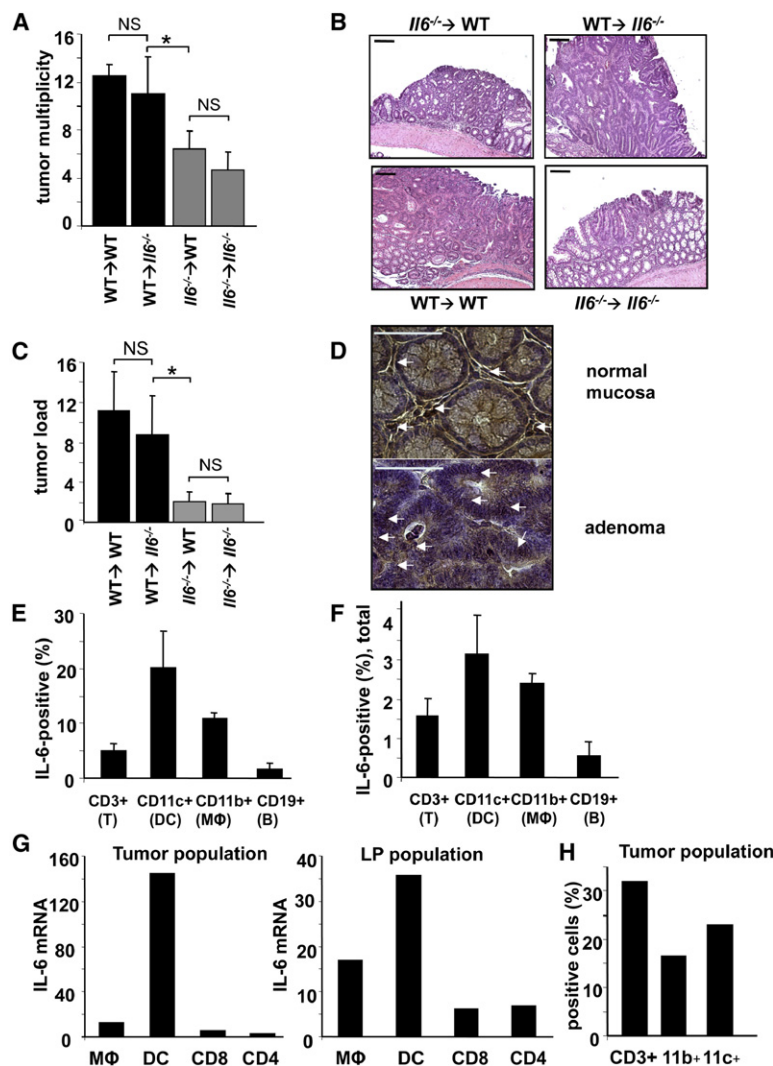 A
tumor multiplicity
16
12
8
4
0
NS
*
NS
WT→WT
WT→Il6-/-
Il6-/-→WT
Il6-/-→Il6-/-
B
Il6-/-→ WT
WT→ Il6-/-
WT→ WT
Il6-/-→ Il6-/-
C
tumor load
16
12
8
4
0
NS
*
NS
WT→ WT
WT→ Il6-/-
Il6-/-→ WT
Il6-/-→ Il6-/-
D
normal
mucosa
adenoma
E
IL-6-positive (%)
30
20
10
0
CD3+ CD11c+ CD11b+ CD19+
(T) (DC) (MΦ) (B)
F
IL-6-positive (%), total
4
3
2
1
0
CD3+ CD11c+ CD11b+ CD19+
(T) (DC) (MΦ) (B)
G
Tumor population
IL-6 mRNA
160
120
80
40
0
MΦ DC CD8 CD4
LP population
IL-6 mRNA
40
30
20
10
0
MΦ DC CD8 CD4
H
Tumor population
positive cells (%)
30
20
10
CD3+ 11b+ 11c+